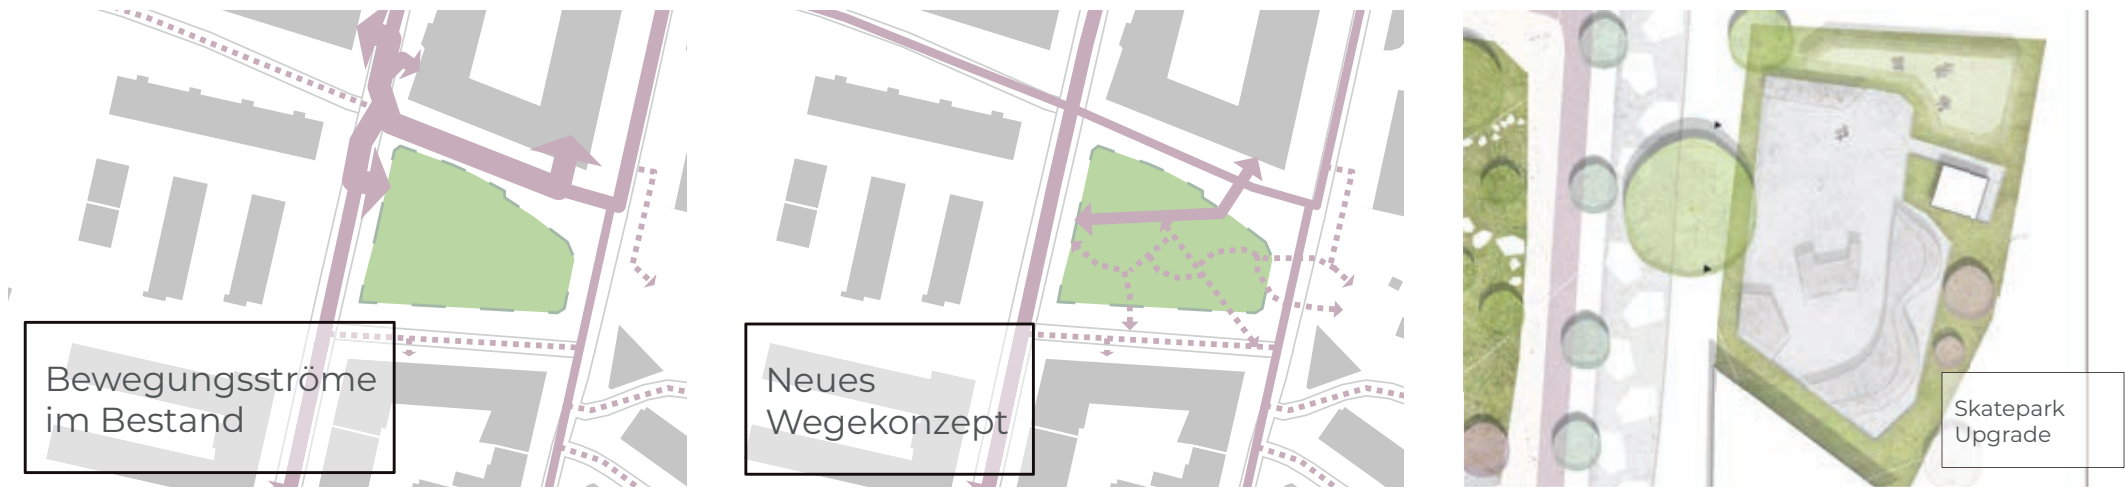 Bewegungsströme
im Bestand
Neues
Wegekonzept
Skatepark
Upgrade